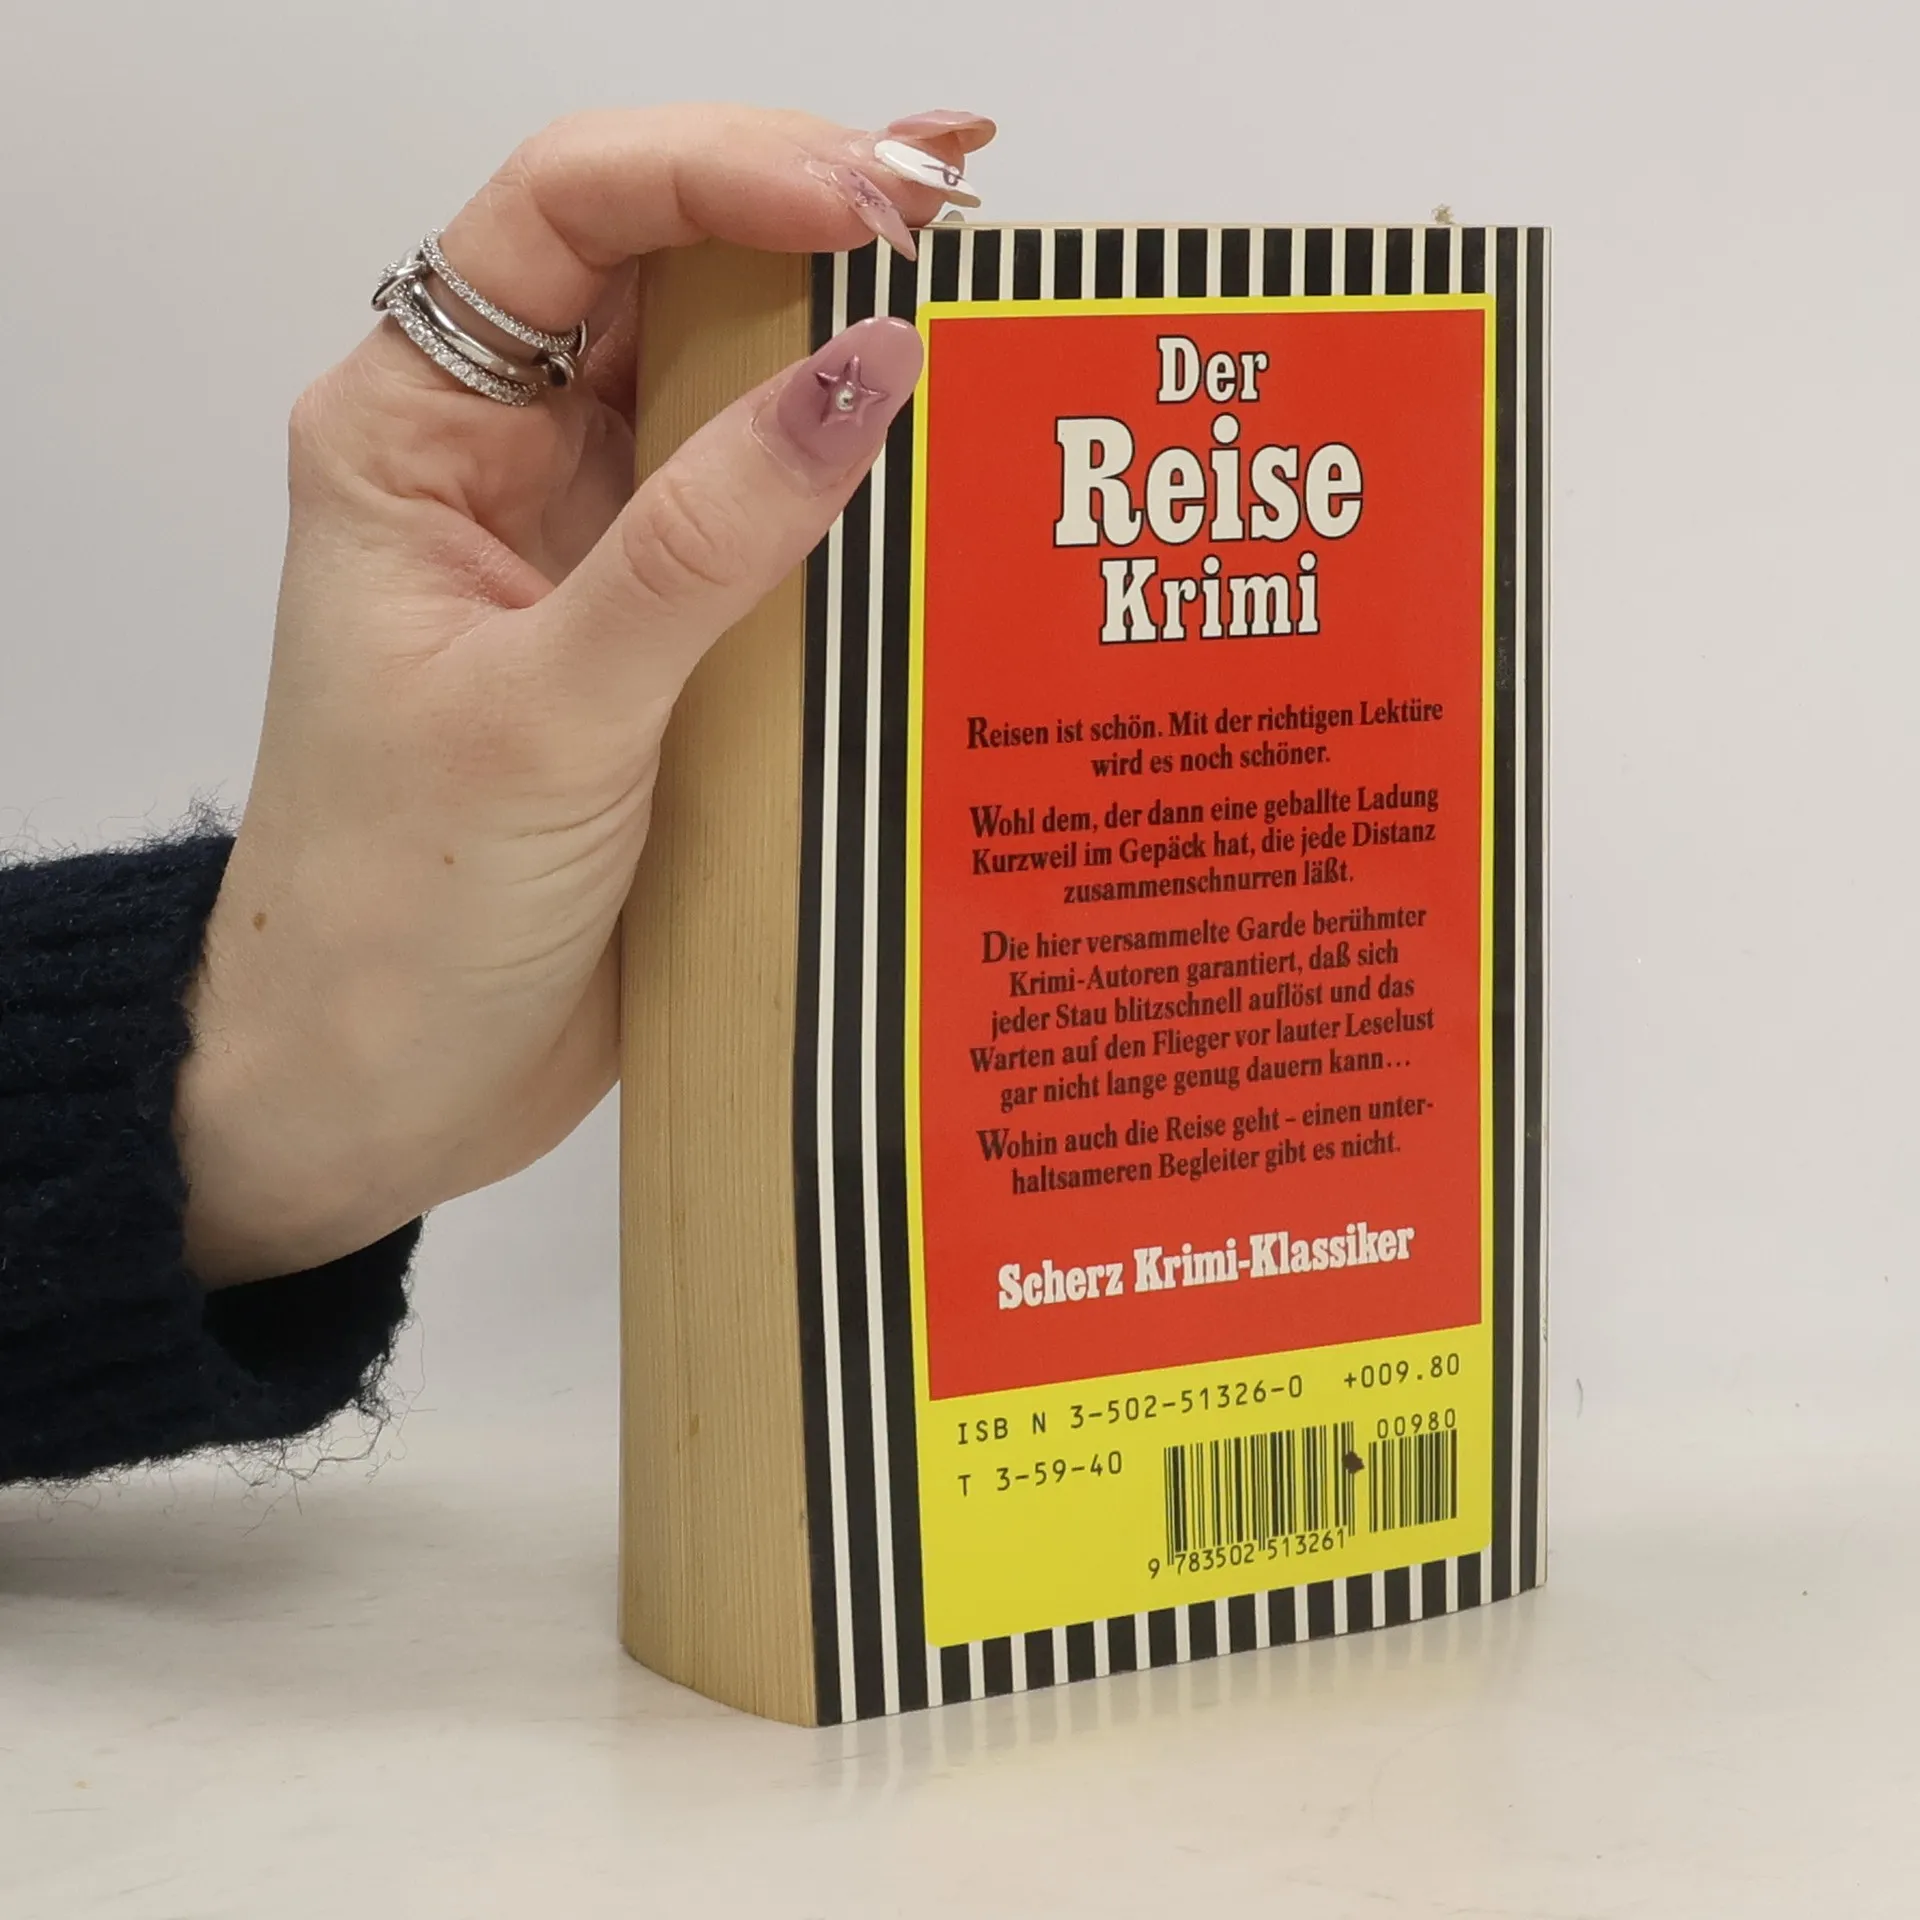 Der
Reise
Krimi
Reisen ist schön. Mit der richtigen Lektüre
wird es noch schöner.
Wohl dem, der dann eine geballte Ladung
Kurzweil im Gepäck hat, die jede Distanz
zusammenschnurren läßt.
Die hier versammelte Garde berühmter
Krimi-Autoren garantiert, daß sich
jeder Stau blitzschnell auflöst und das
Warten auf den Flieger vor lauter Leselust
gar nicht lange genug dauern kann...
Wohin auch die Reise geht – einen unter-
haltsameren Begleiter gibt es nicht.
Scherz Krimi-Klassiker
ISB N 3-502-51326-0 +009.80
T 3-59-40
00980
9 783502 513261